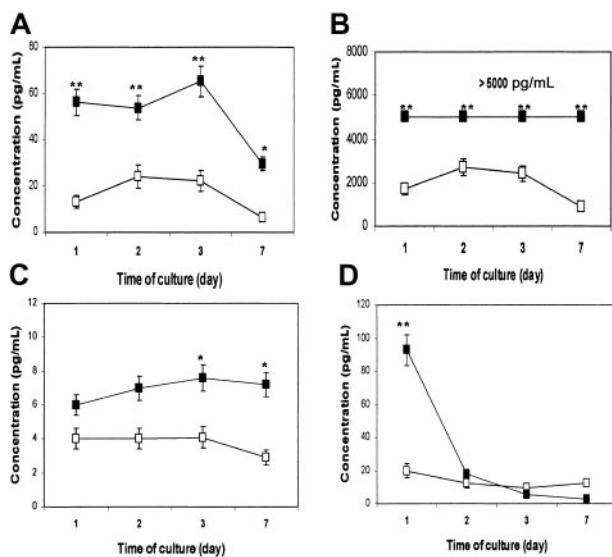 A
Concentration (pg/mL)
80
60
40
20
0
**
**
**
*
1 2 3 7
Time of culture (day)
B
Concentration (pg/mL)
8000
6000
4000
2000
0
>5000 pg/mL
** ** ** **
1 2 3 7
Time of culture (day)
C
Concentration (pg/mL)
12
9
6
4
2
0
*
*
1 2 3 7
Time of culture (day)
D
Concentration (pg/mL)
120
100
80
60
40
20
0
**
1 2 3 7
Time of culture (day)